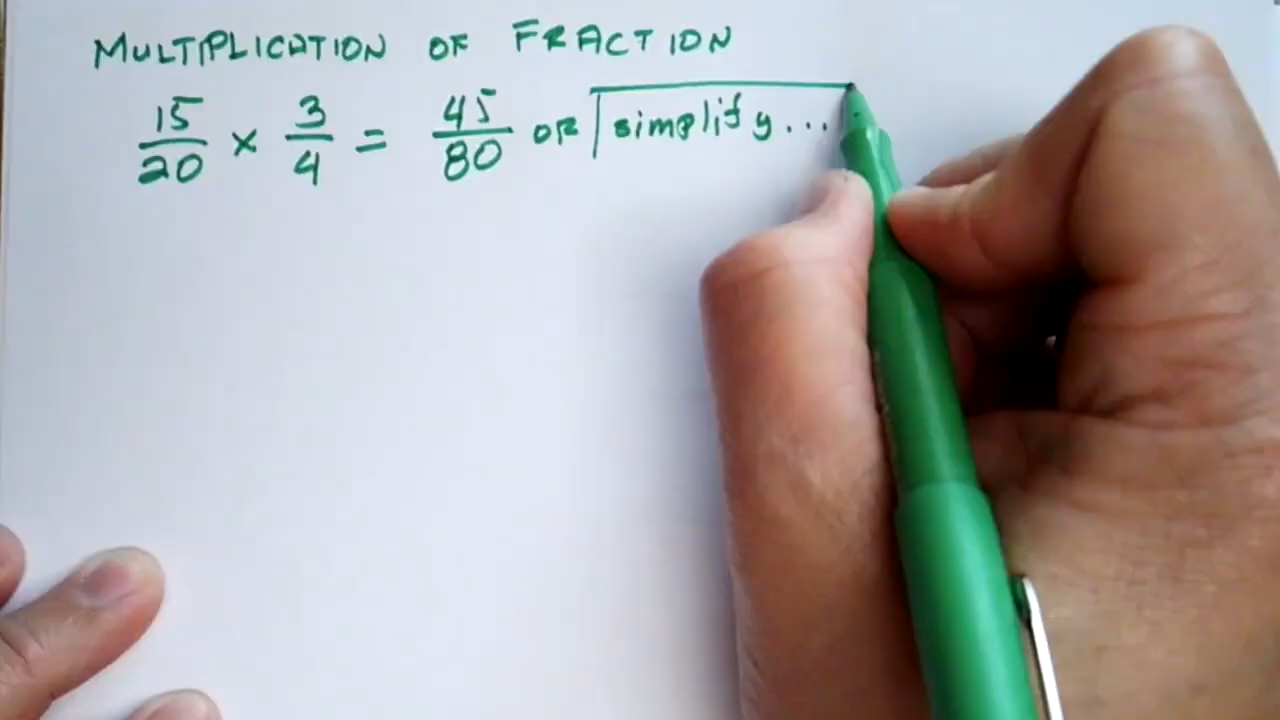 MULTIPLICATION OF FRACTION
15/20 × 3/4 = 45/80 OR simplify...